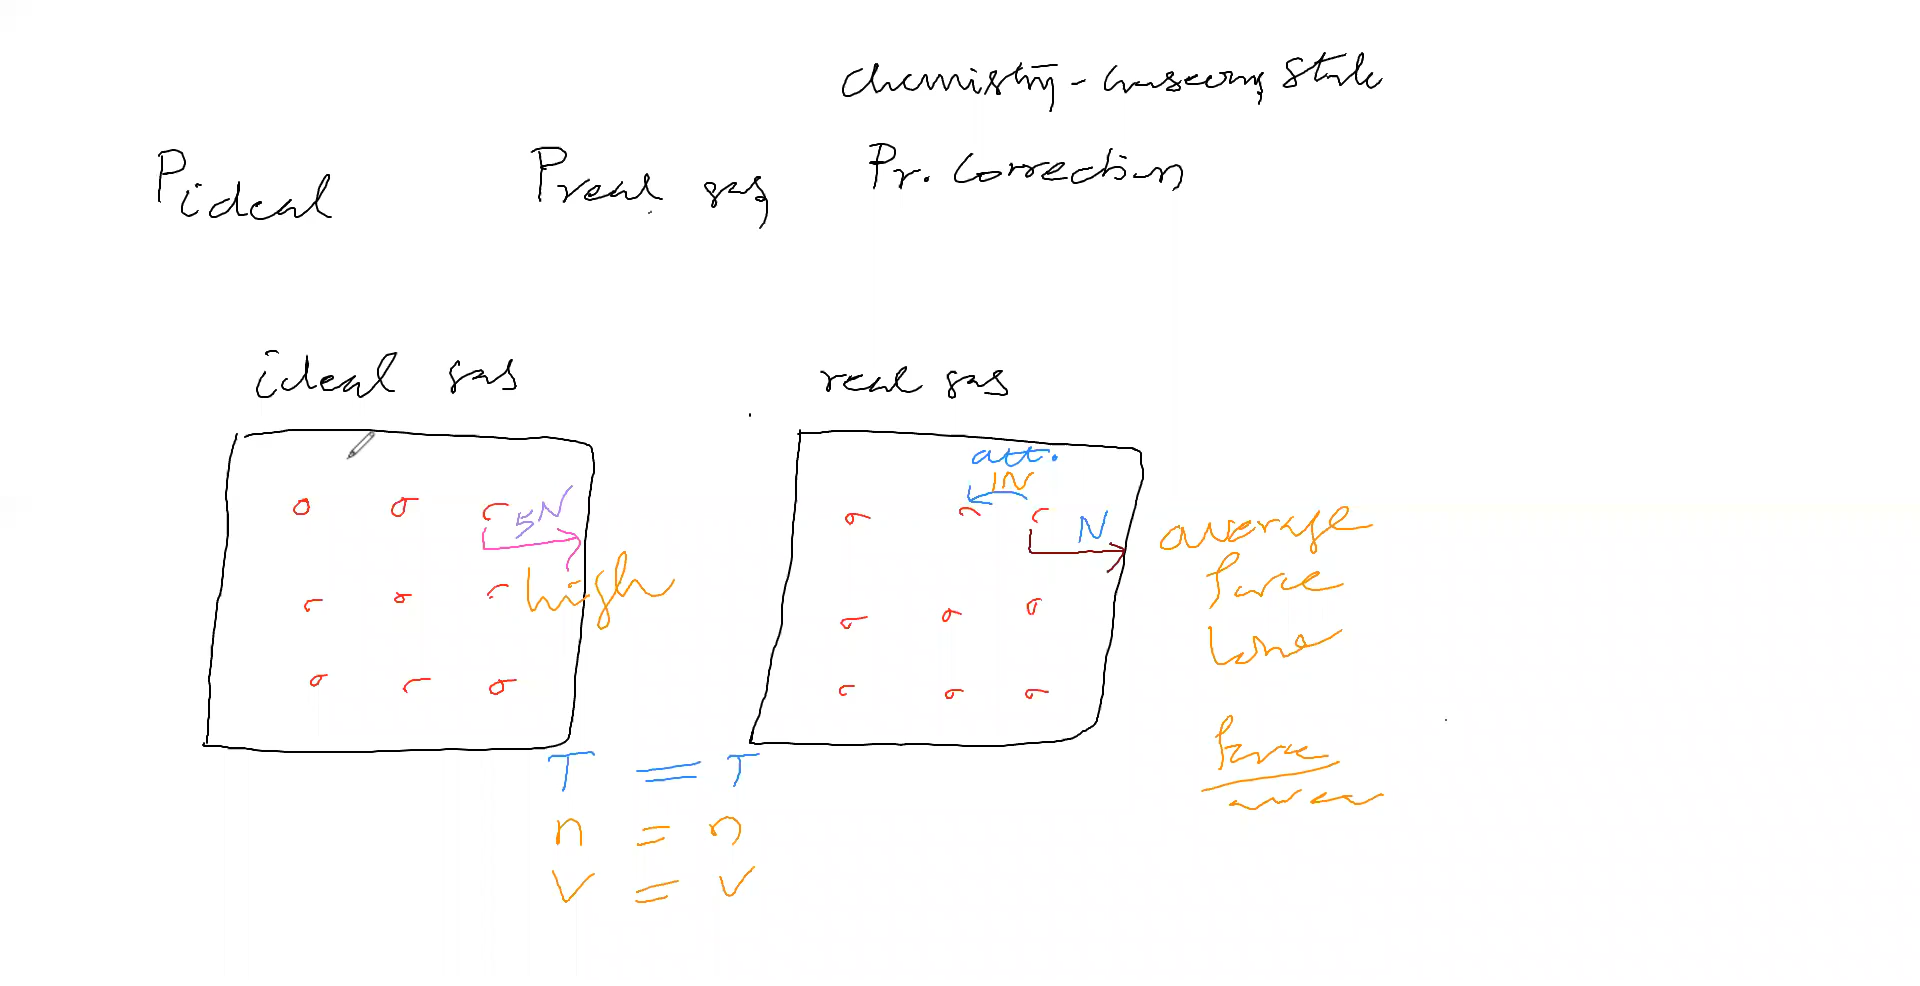 chemistry - gaseous State
Pideal Preal gas Pr. Correction
ideal gas real gas
att.
1N
5N N average
high force
low
force
area
T = T
n = n
V = V